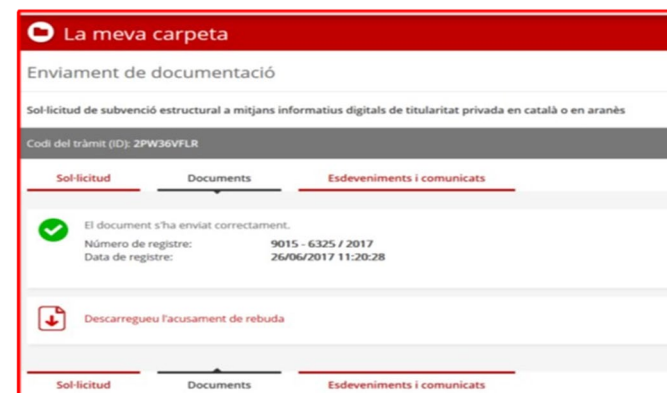 La meva carpeta
Enviament de documentació
Sol·licitud de subvenció estructural a mitjans informatius digitals de titularitat privada en català o en aranès
Codi del tràmit (ID): 2PW36VFLR
Sol·licitud Documents Esdeveniments i comunicats
El document s'ha enviat correctament.
Número de registre: 9015 - 6325 / 2017
Data de registre: 26/06/2017 11:20:28
Descarregueu l'acusament de rebuda
Sol·licitud Documents Esdeveniments i comunicats